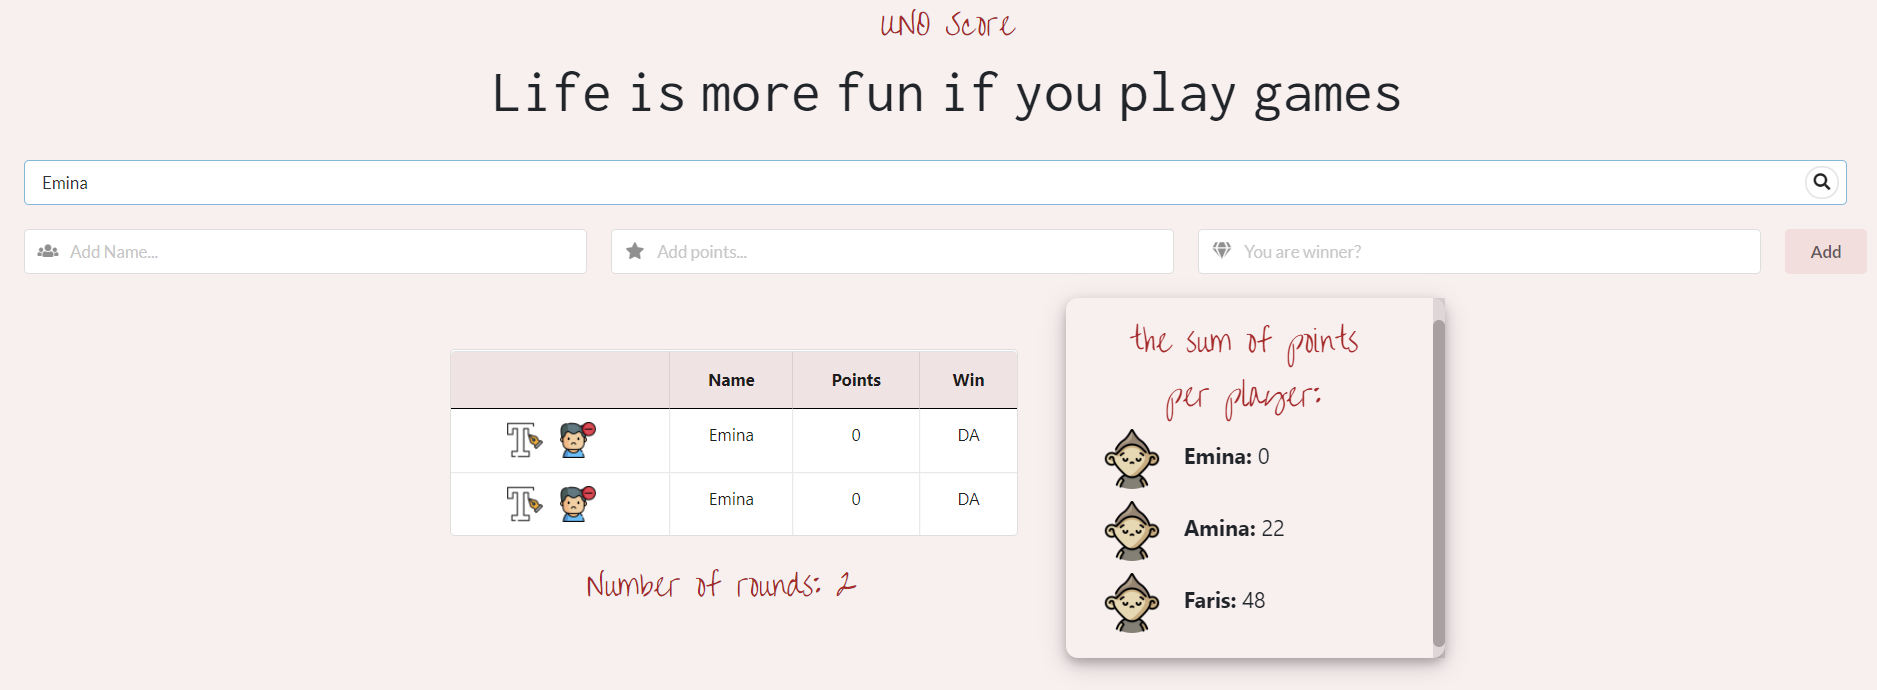 UNO Score
Life is more fun if you play games
Emina
Add Name... Add points... You are winner? Add
Name Points Win
Emina 0 DA
Emina 0 DA
Number of rounds: 2
the sum of points
per player:
Emina: 0
Amina: 22
Faris: 48